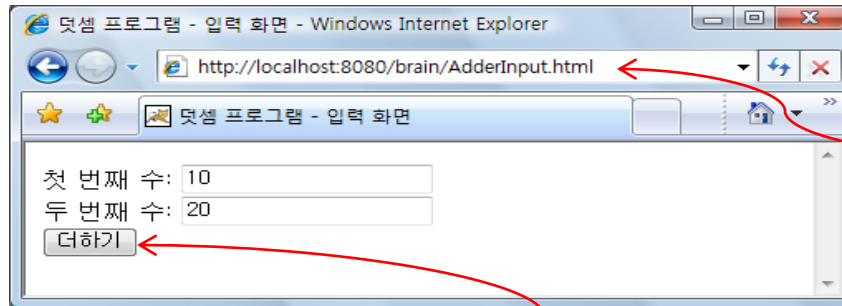 덧셈 프로그램 - 입력 화면 - Windows Internet Explorer
http://localhost:8080/brain/AdderInput.html
덧셈 프로그램 - 입력 화면
첫 번째 수: 10
두 번째 수: 20
더하기